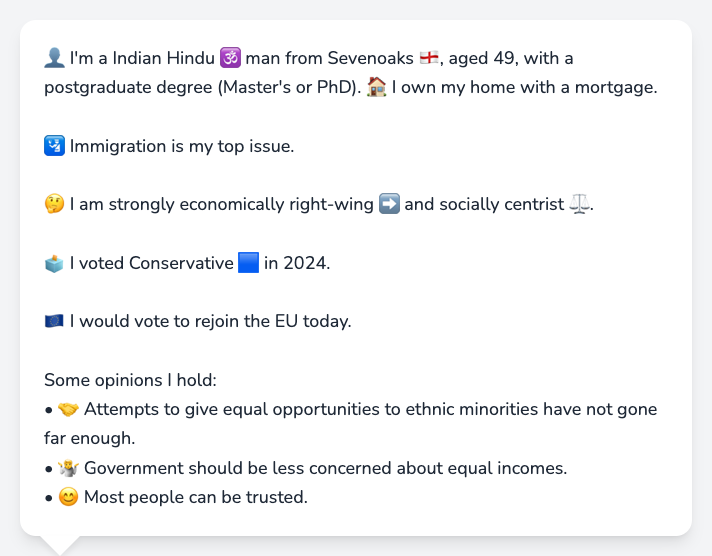 👤 I'm a Indian Hindu 🕉️ man from Sevenoaks 🏴󠁧󠁢󠁥󠁮󠁧󠁿, aged 49, with a
postgraduate degree (Master's or PhD). 🏠 I own my home with a mortgage.
🛂 Immigration is my top issue.
🤔 I am strongly economically right-wing ➡️ and socially centrist ⚖️.
🗳️ I voted Conservative 🟦 in 2024.
🇪🇺 I would vote to rejoin the EU today.
Some opinions I hold:
• 🤝 Attempts to give equal opportunities to ethnic minorities have not gone
far enough.
• 🤷 Government should be less concerned about equal incomes.
• 😊 Most people can be trusted.